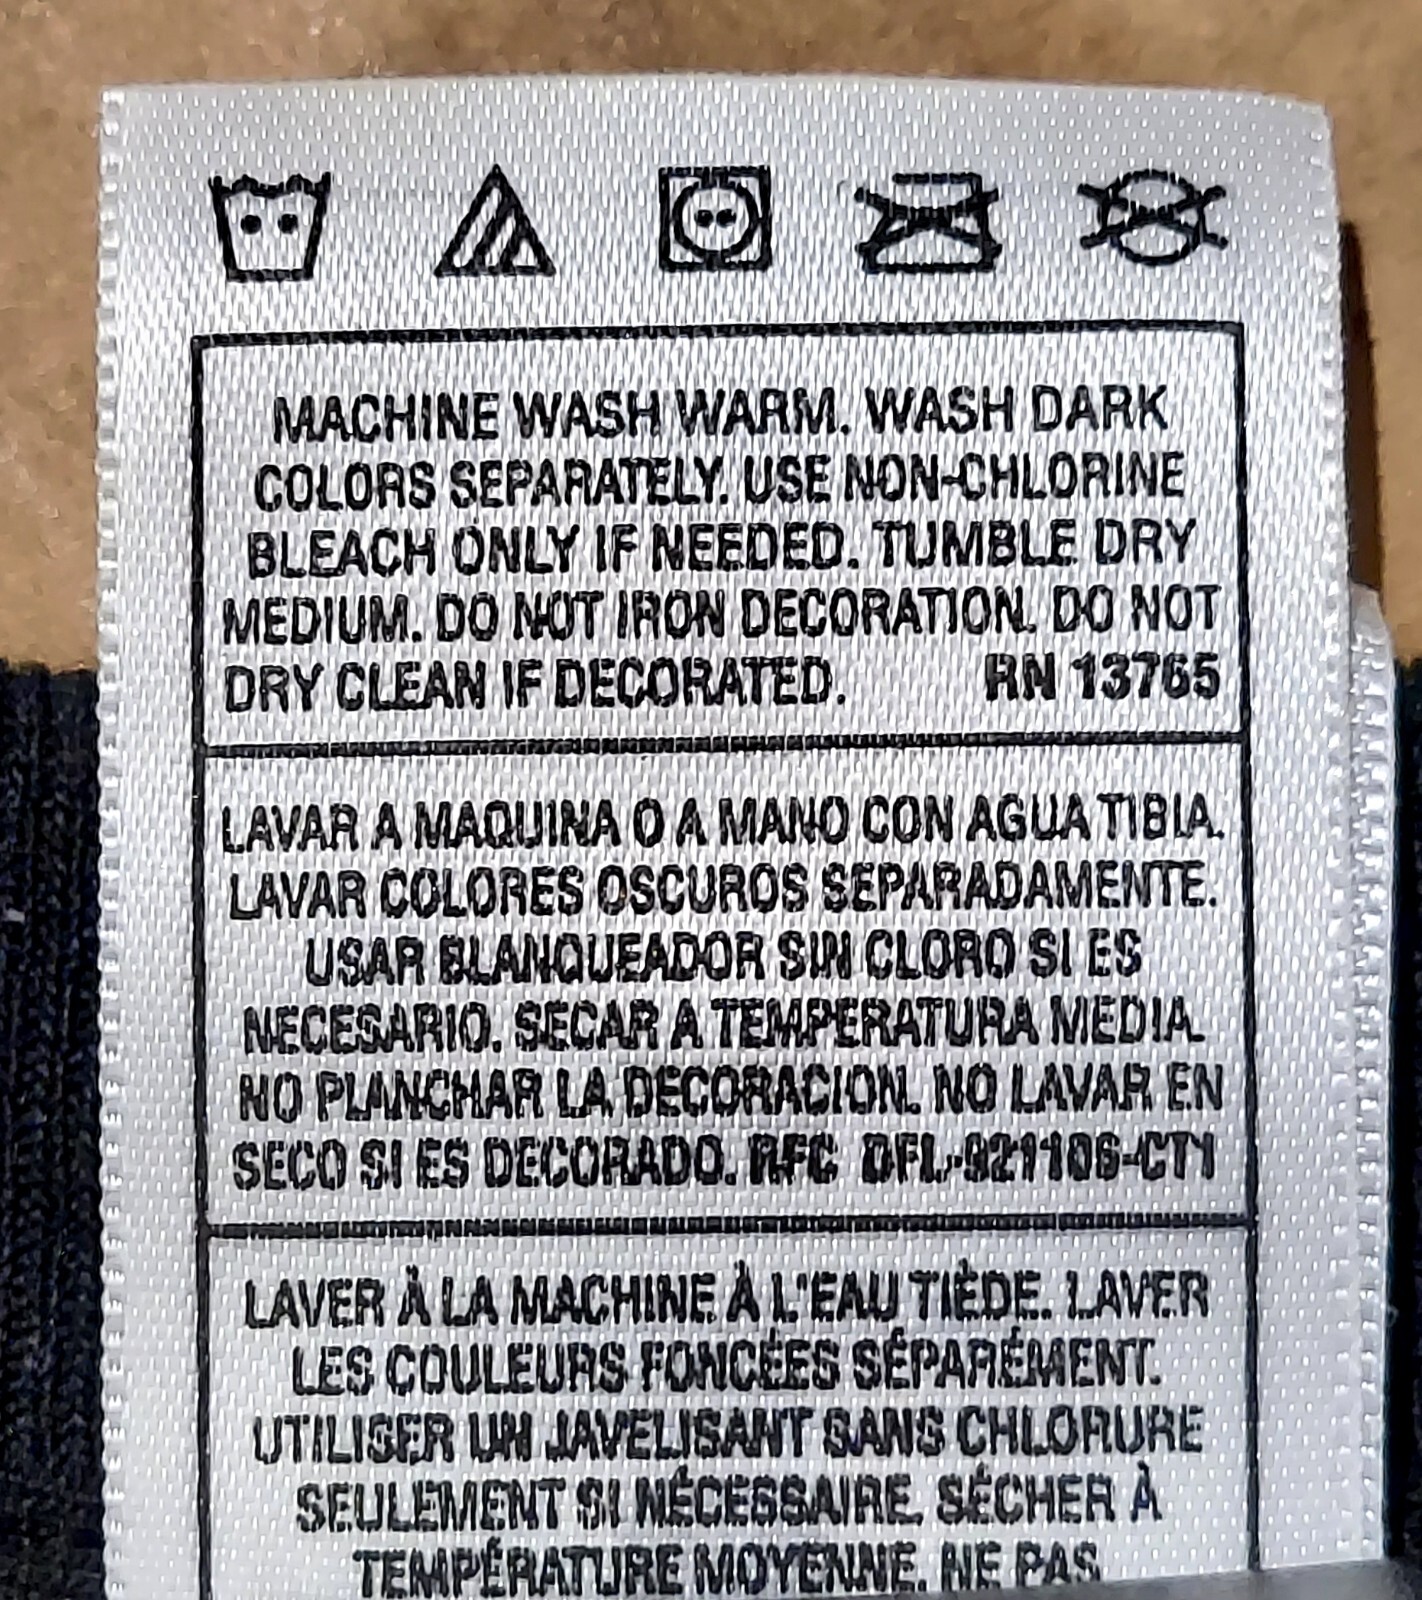 MACHINE WASH WARM. WASH DARK
COLORS SEPARATELY. USE NON-CHLORINE
BLEACH ONLY IF NEEDED. TUMBLE DRY
MEDIUM. DO NOT IRON DECORATION. DO NOT
DRY CLEAN IF DECORATED. RN 13765
LAVAR A MAQUINA O A MANO CON AGUA TIBIA.
LAVAR COLORES OSCUROS SEPARADAMENTE.
USAR BLANQUEADOR SIN CLORO SI ES
NECESARIO. SECAR A TEMPERATURA MEDIA.
NO PLANCHAR LA DECORACION. NO LAVAR EN
SECO SI ES DECORADO. RFC DFL-921106-CT1
LAVER À LA MACHINE À L'EAU TIÈDE. LAVER
LES COULEURS FONCÉES SÉPARÉMENT.
UTILISER UN JAVELISANT SANS CHLORURE
SEULEMENT SI NÉCESSAIRE. SÉCHER À
TEMPÉRATURE MOYENNE. NE PAS